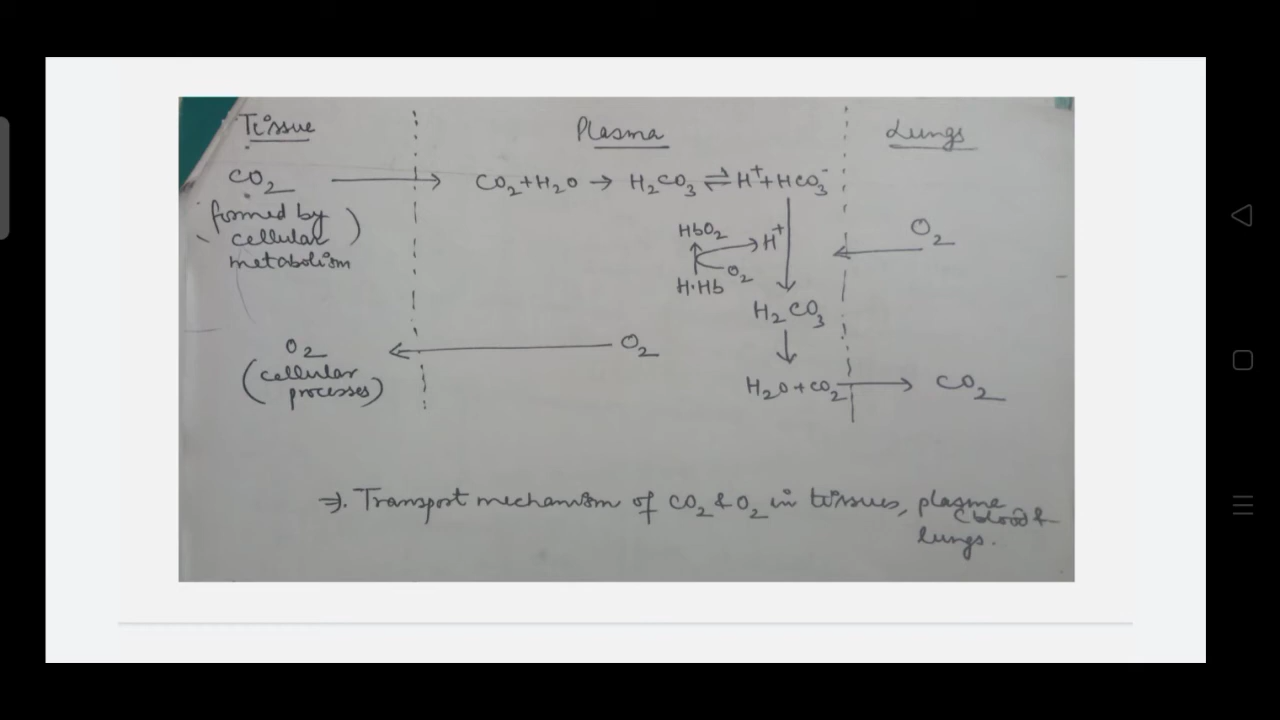 Tissue Plasma Lungs
CO₂ → CO₂+H₂O → H₂CO₃ ⇌ H⁺+HCO₃⁻
(formed by
cellular
metabolism)
HbO₂ H⁺ O₂
O₂
H·Hb
H₂CO₃
O₂ ← O₂
(cellular
processes)
H₂O+CO₂ → CO₂
⇒. Transport mechanism of CO₂ & O₂ in tissues, plasma
(blood &
lungs.